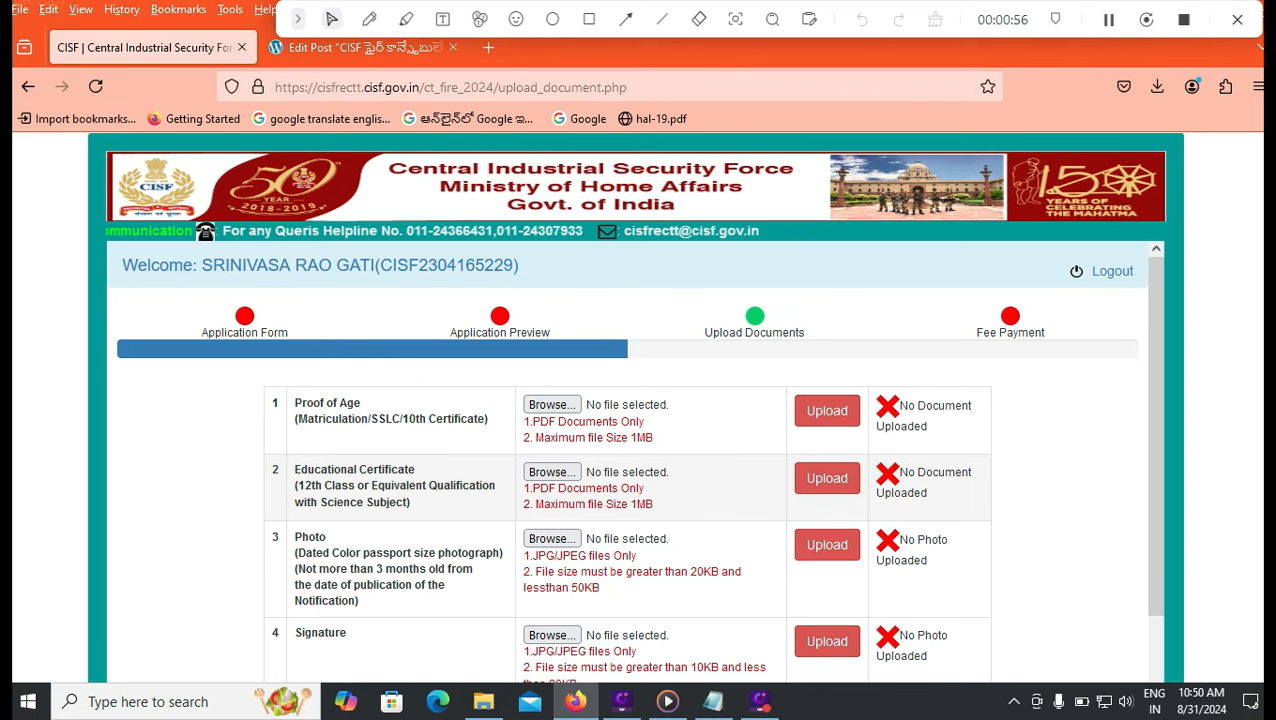 File Edit View History Bookmarks Tools
00:00:56
CISF | Central Industrial Security For
Edit Post "CISF ఫైర్ కానిస్టేబుల్
https://cisfrectt.cisf.gov.in/ct_fire_2024/upload_document.php
Import bookmarks... Getting Started google translate englis... ఆన్‌లైన్‌లో Google ఇ... Google hal-19.pdf
CISF
50
YEAR
2018-2019
Central Industrial Security Force
Ministry of Home Affairs
Govt. of India
150
YEARS OF
CELEBRATING
THE MAHATMA
ommunication : For any Queris Helpline No. 011-24366431,011-24307933 : cisfrectt@cisf.gov.in
Welcome: SRINIVASA RAO GATI(CISF2304165229)
Logout
Application Form Application Preview Upload Documents Fee Payment
1 Proof of Age
(Matriculation/SSLC/10th Certificate)
Browse... No file selected.
1.PDF Documents Only
2. Maximum file Size 1MB
Upload
No Document
Uploaded
2 Educational Certificate
(12th Class or Equivalent Qualification
with Science Subject)
Browse... No file selected.
1.PDF Documents Only
2. Maximum file Size 1MB
Upload
No Document
Uploaded
3 Photo
(Dated Color passport size photograph)
(Not more than 3 months old from
the date of publication of the
Notification)
Browse... No file selected.
1.JPG/JPEG files Only
2. File size must be greater than 20KB and
lessthan 50KB
Upload
No Photo
Uploaded
4 Signature
Browse... No file selected.
1.JPG/JPEG files Only
2. File size must be greater than 10KB and less
Upload
No Photo
Uploaded
Type here to search
ENG
IN
10:50 AM
8/31/2024